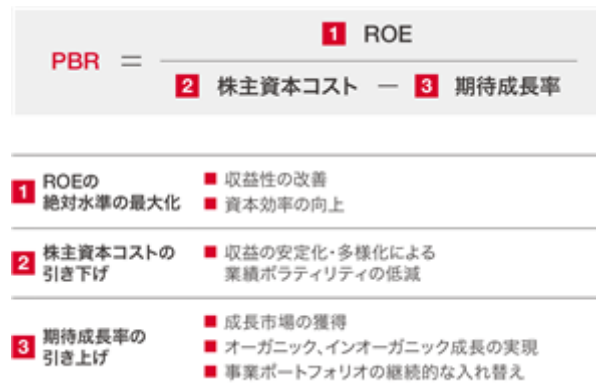 1 ROE
PBR =
2 株主資本コスト － 3 期待成長率
1 ROEの
絶対水準の最大化
■ 収益性の改善
■ 資本効率の向上
2 株主資本コストの
引き下げ
■ 収益の安定化・多様化による
業績ボラティリティの低減
3 期待成長率の
引き上げ
■ 成長市場の獲得
■ オーガニック、インオーガニック成長の実現
■ 事業ポートフォリオの継続的な入れ替え